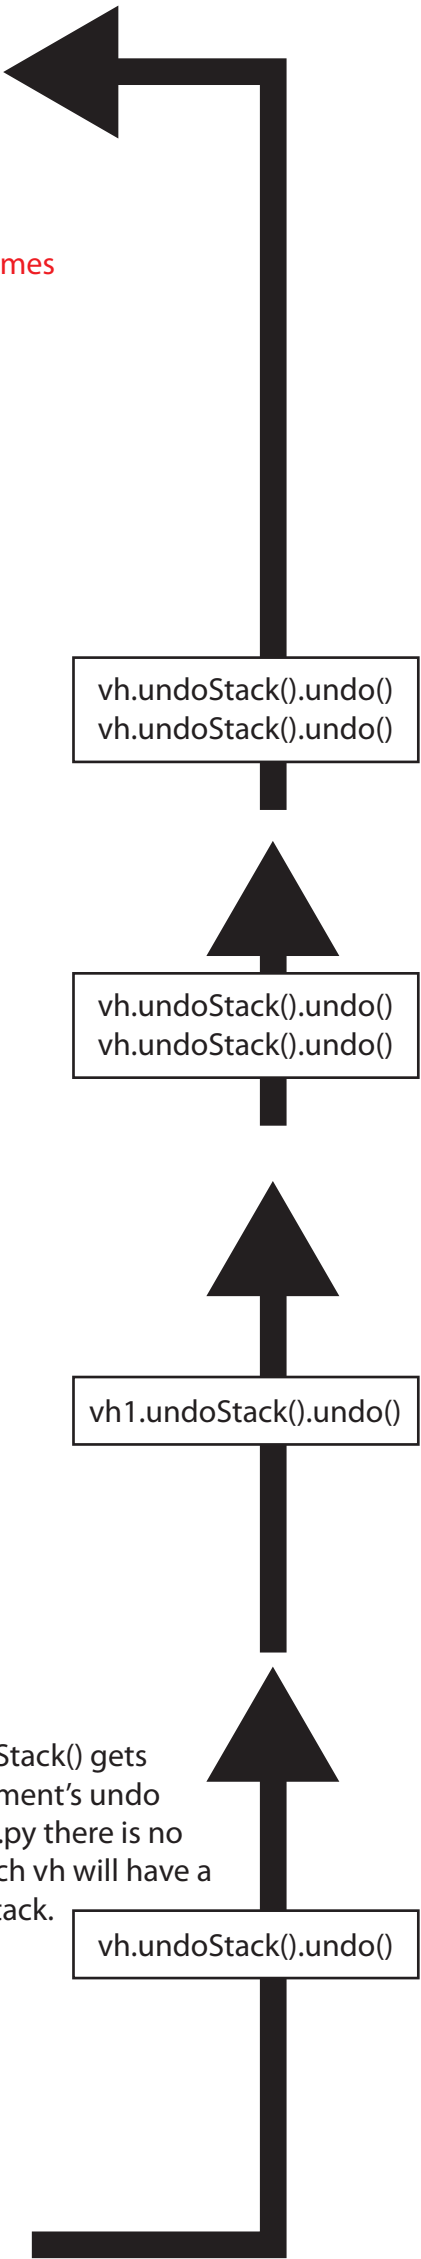 mes
vh.undoStack().undo()
vh.undoStack().undo()
vh.undoStack().undo()
vh.undoStack().undo()
vh1.undoStack().undo()
Stack() gets
ment’s undo
.py there is no
ch vh will have a
tack.
vh.undoStack().undo()